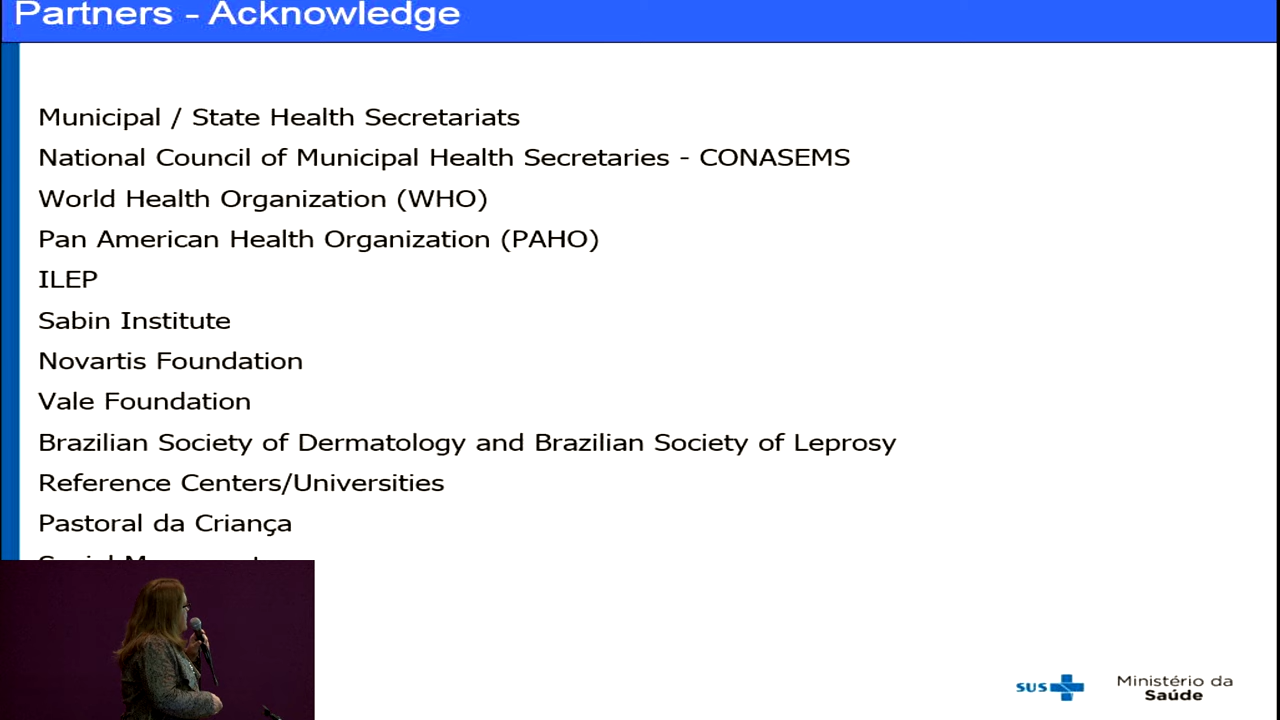 Partners - Acknowledge
Municipal / State Health Secretariats
National Council of Municipal Health Secretaries - CONASEMS
World Health Organization (WHO)
Pan American Health Organization (PAHO)
ILEP
Sabin Institute
Novartis Foundation
Vale Foundation
Brazilian Society of Dermatology and Brazilian Society of Leprosy
Reference Centers/Universities
Pastoral da Criança
SUS
Ministério da
Saúde